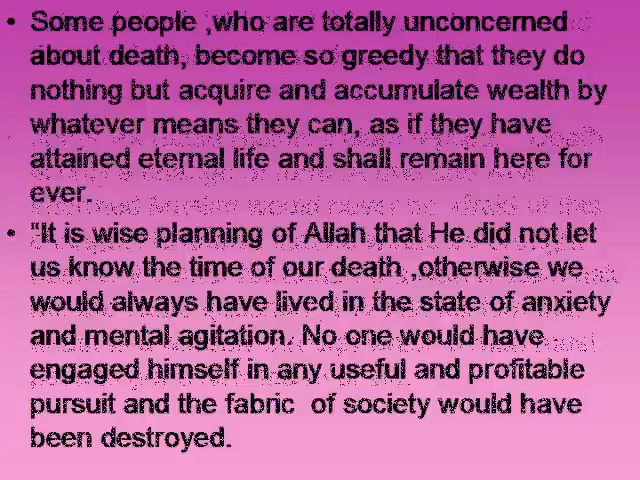 • Some people ,who are totally unconcerned
about death, become so greedy that they do
nothing but acquire and accumulate wealth by
whatever means they can, as if they have
attained eternal life and shall remain here for
ever.
• “It is wise planning of Allah that He did not let
us know the time of our death ,otherwise we
would always have lived in the state of anxiety
and mental agitation. No one would have
engaged himself in any useful and profitable
pursuit and the fabric  of society would have
been destroyed.